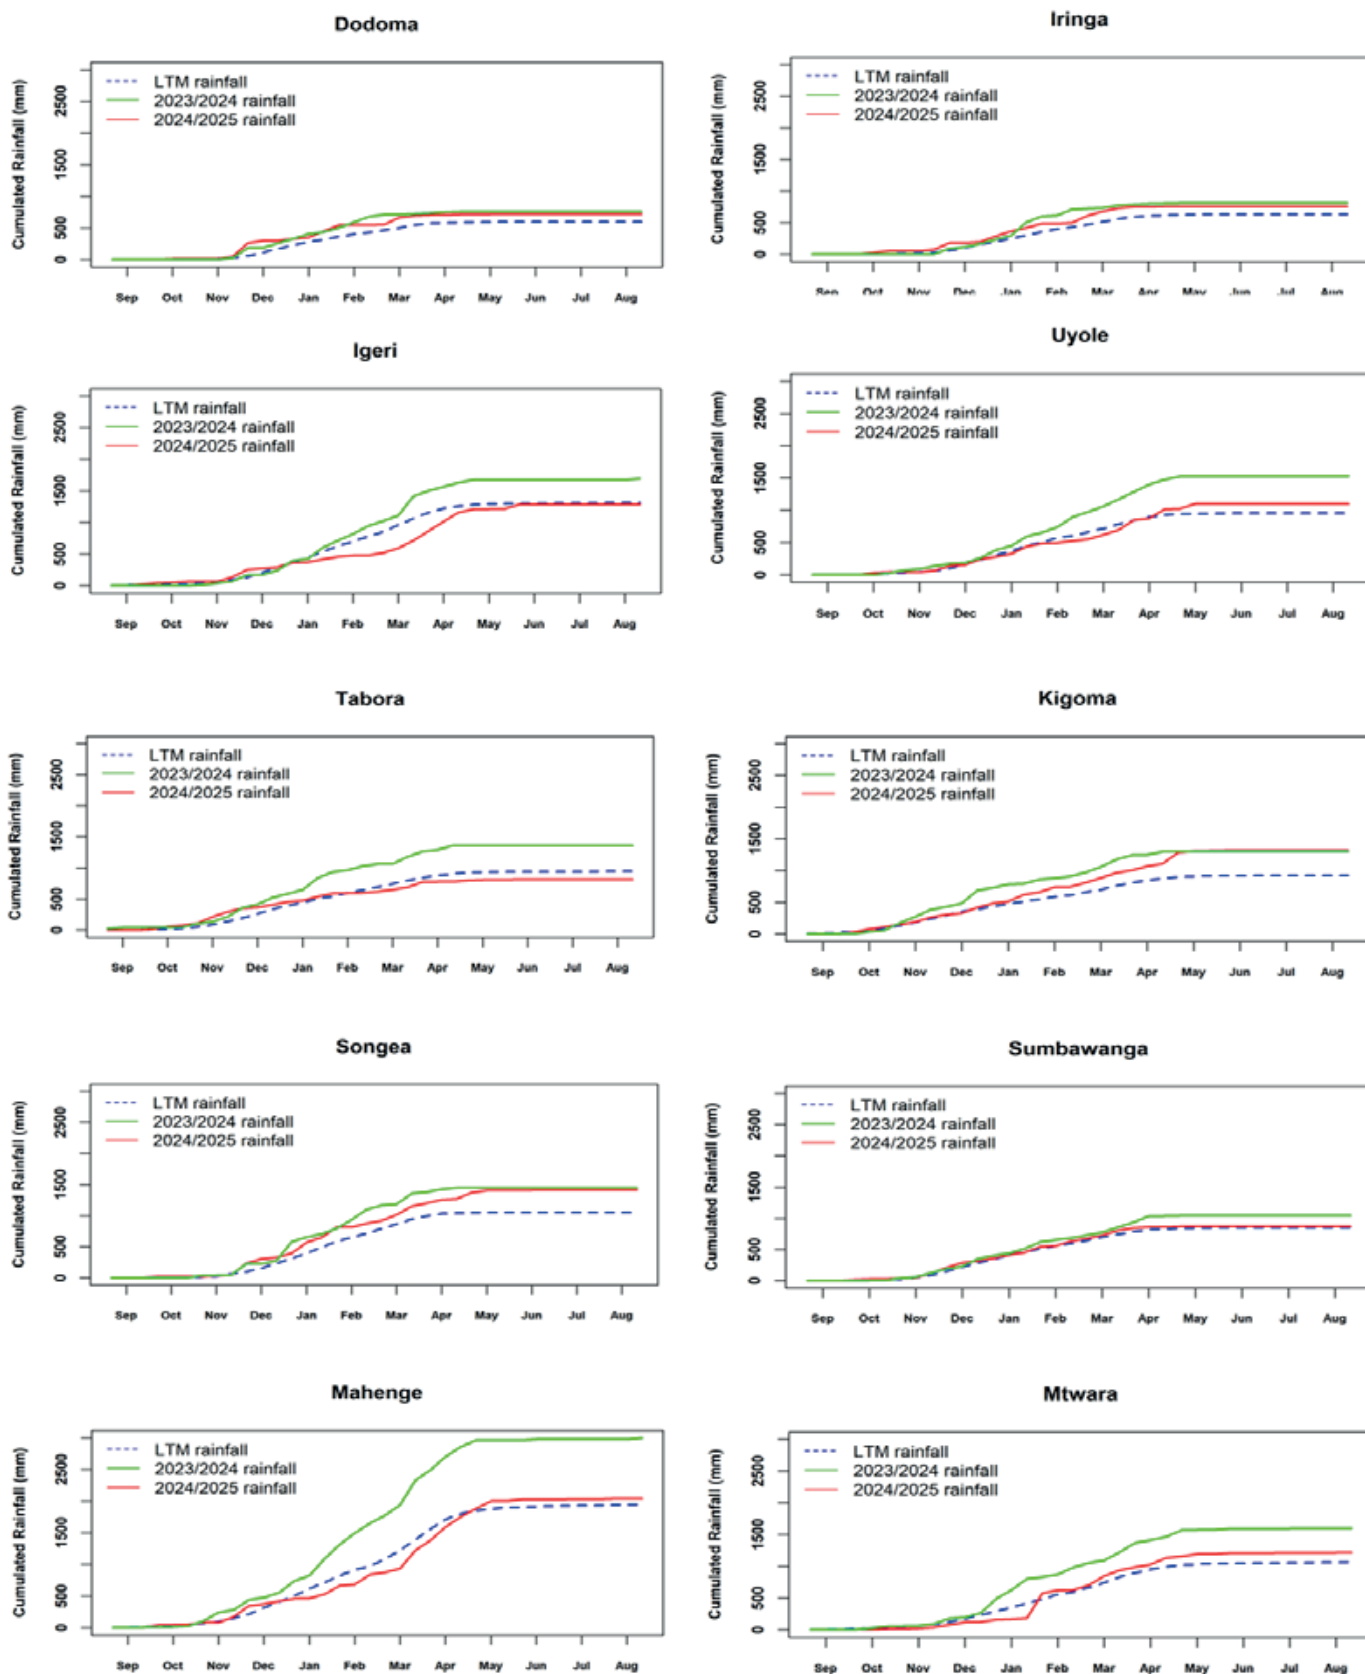 Dodoma
Cumulated Rainfall (mm)
0 500 1500 2500
LTM rainfall
2023/2024 rainfall
2024/2025 rainfall
Sep Oct Nov Dec Jan Feb Mar Apr May Jun Jul Aug
Iringa
Cumulated Rainfall (mm)
0 500 1500 2500
LTM rainfall
2023/2024 rainfall
2024/2025 rainfall
Sep Oct Nov Dec Jan Feb Mar Apr May Jun Jul Aug
Igeri
Cumulated Rainfall (mm)
0 500 1500 2500
LTM rainfall
2023/2024 rainfall
2024/2025 rainfall
Sep Oct Nov Dec Jan Feb Mar Apr May Jun Jul Aug
Uyole
Cumulated Rainfall (mm)
0 500 1500 2500
LTM rainfall
2023/2024 rainfall
2024/2025 rainfall
Sep Oct Nov Dec Jan Feb Mar Apr May Jun Jul Aug
Tabora
Cumulated Rainfall (mm)
0 500 1500 2500
LTM rainfall
2023/2024 rainfall
2024/2025 rainfall
Sep Oct Nov Dec Jan Feb Mar Apr May Jun Jul Aug
Kigoma
Cumulated Rainfall (mm)
0 500 1500 2500
LTM rainfall
2023/2024 rainfall
2024/2025 rainfall
Sep Oct Nov Dec Jan Feb Mar Apr May Jun Jul Aug
Songea
Cumulated Rainfall (mm)
0 500 1500 2500
LTM rainfall
2023/2024 rainfall
2024/2025 rainfall
Sep Oct Nov Dec Jan Feb Mar Apr May Jun Jul Aug
Sumbawanga
Cumulated Rainfall (mm)
0 500 1500 2500
LTM rainfall
2023/2024 rainfall
2024/2025 rainfall
Sep Oct Nov Dec Jan Feb Mar Apr May Jun Jul Aug
Mahenge
Cumulated Rainfall (mm)
0 500 1500 2500
LTM rainfall
2023/2024 rainfall
2024/2025 rainfall
Sep Oct Nov Dec Jan Feb Mar Apr May Jun Jul Aug
Mtwara
Cumulated Rainfall (mm)
0 500 1500 2500
LTM rainfall
2023/2024 rainfall
2024/2025 rainfall
Sep Oct Nov Dec Jan Feb Mar Apr May Jun Jul Aug